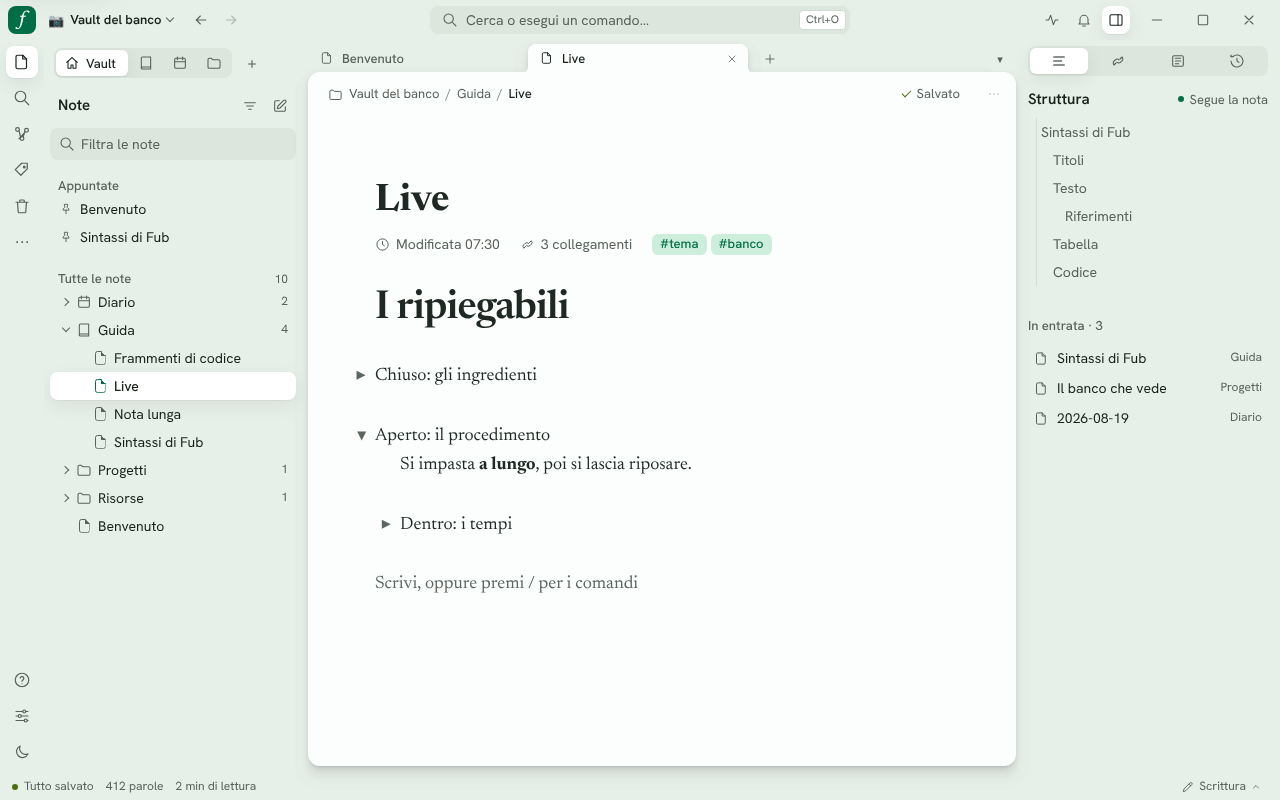 f
Vault del banco
Cerca o esegui un comando…
Ctrl+O
Vault
Note
Filtra le note
Appuntate
Benvenuto
Sintassi di Fub
Tutte le note 10
Diario 2
Guida 4
Frammenti di codice
Live
Nota lunga
Sintassi di Fub
Progetti 1
Risorse 1
Benvenuto
Benvenuto
Live
Vault del banco / Guida / Live
Salvato
Live
Modificata 07:30
3 collegamenti
#tema
#banco
I ripiegabili
Chiuso: gli ingredienti
Aperto: il procedimento
Si impasta a lungo, poi si lascia riposare.
Dentro: i tempi
Scrivi, oppure premi / per i comandi
Struttura
Segue la nota
Sintassi di Fub
Titoli
Testo
Riferimenti
Tabella
Codice
In entrata · 3
Sintassi di Fub Guida
Il banco che vede Progetti
2026-08-19 Diario
Tutto salvato
412 parole
2 min di lettura
Scrittura